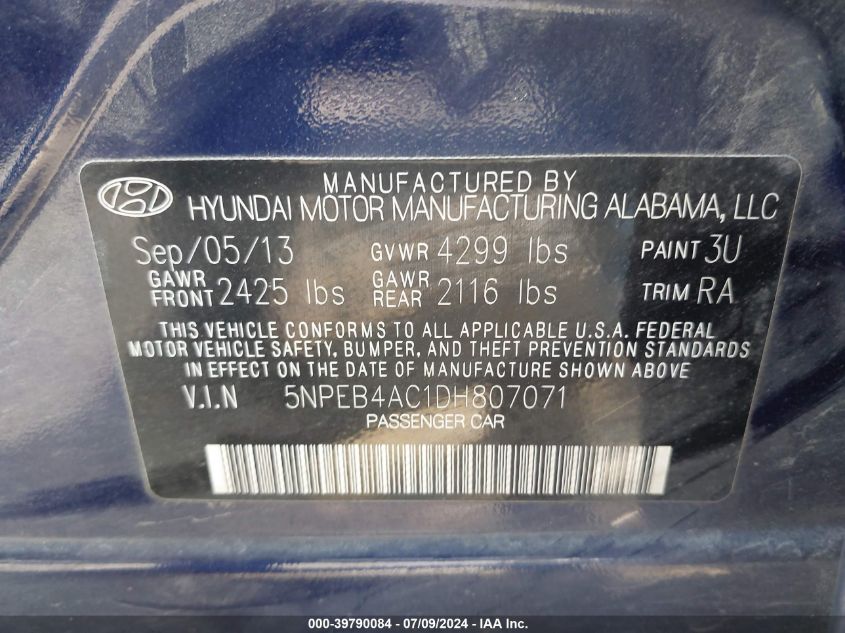 MANUFACTURED BY
HYUNDAI MOTOR MANUFACTURING ALABAMA, LLC
Sep/05/13 GVWR 4299 lbs PAINT 3U
GAWR FRONT 2425 lbs GAWR REAR 2116 lbs TRIM RA
THIS VEHICLE CONFORMS TO ALL APPLICABLE U.S.A. FEDERAL
MOTOR VEHICLE SAFETY, BUMPER, AND THEFT PREVENTION STANDARDS
IN EFFECT ON THE DATE OF MANUFACTURE SHOWN ABOVE
V.I.N 5NPEB4AC1DH807071
PASSENGER CAR
000-39790084 / 07/09/2024 - IAA Inc.